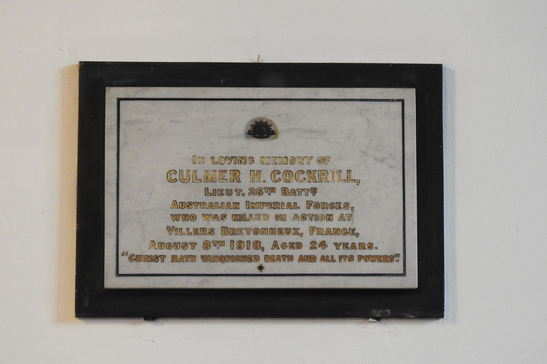 IN LOVING MEMORY OF
CULMER H. COCKRILL,
LIEUT. 26TH BATTN
AUSTRALIAN IMPERIAL FORCES,
WHO WAS KILLED IN ACTION AT
VILLERS BRETONNEUX, FRANCE,
AUGUST 8TH 1918, AGED 24 YEARS.
"CHRIST HATH VANQUISHED DEATH AND ALL ITS POWERS".